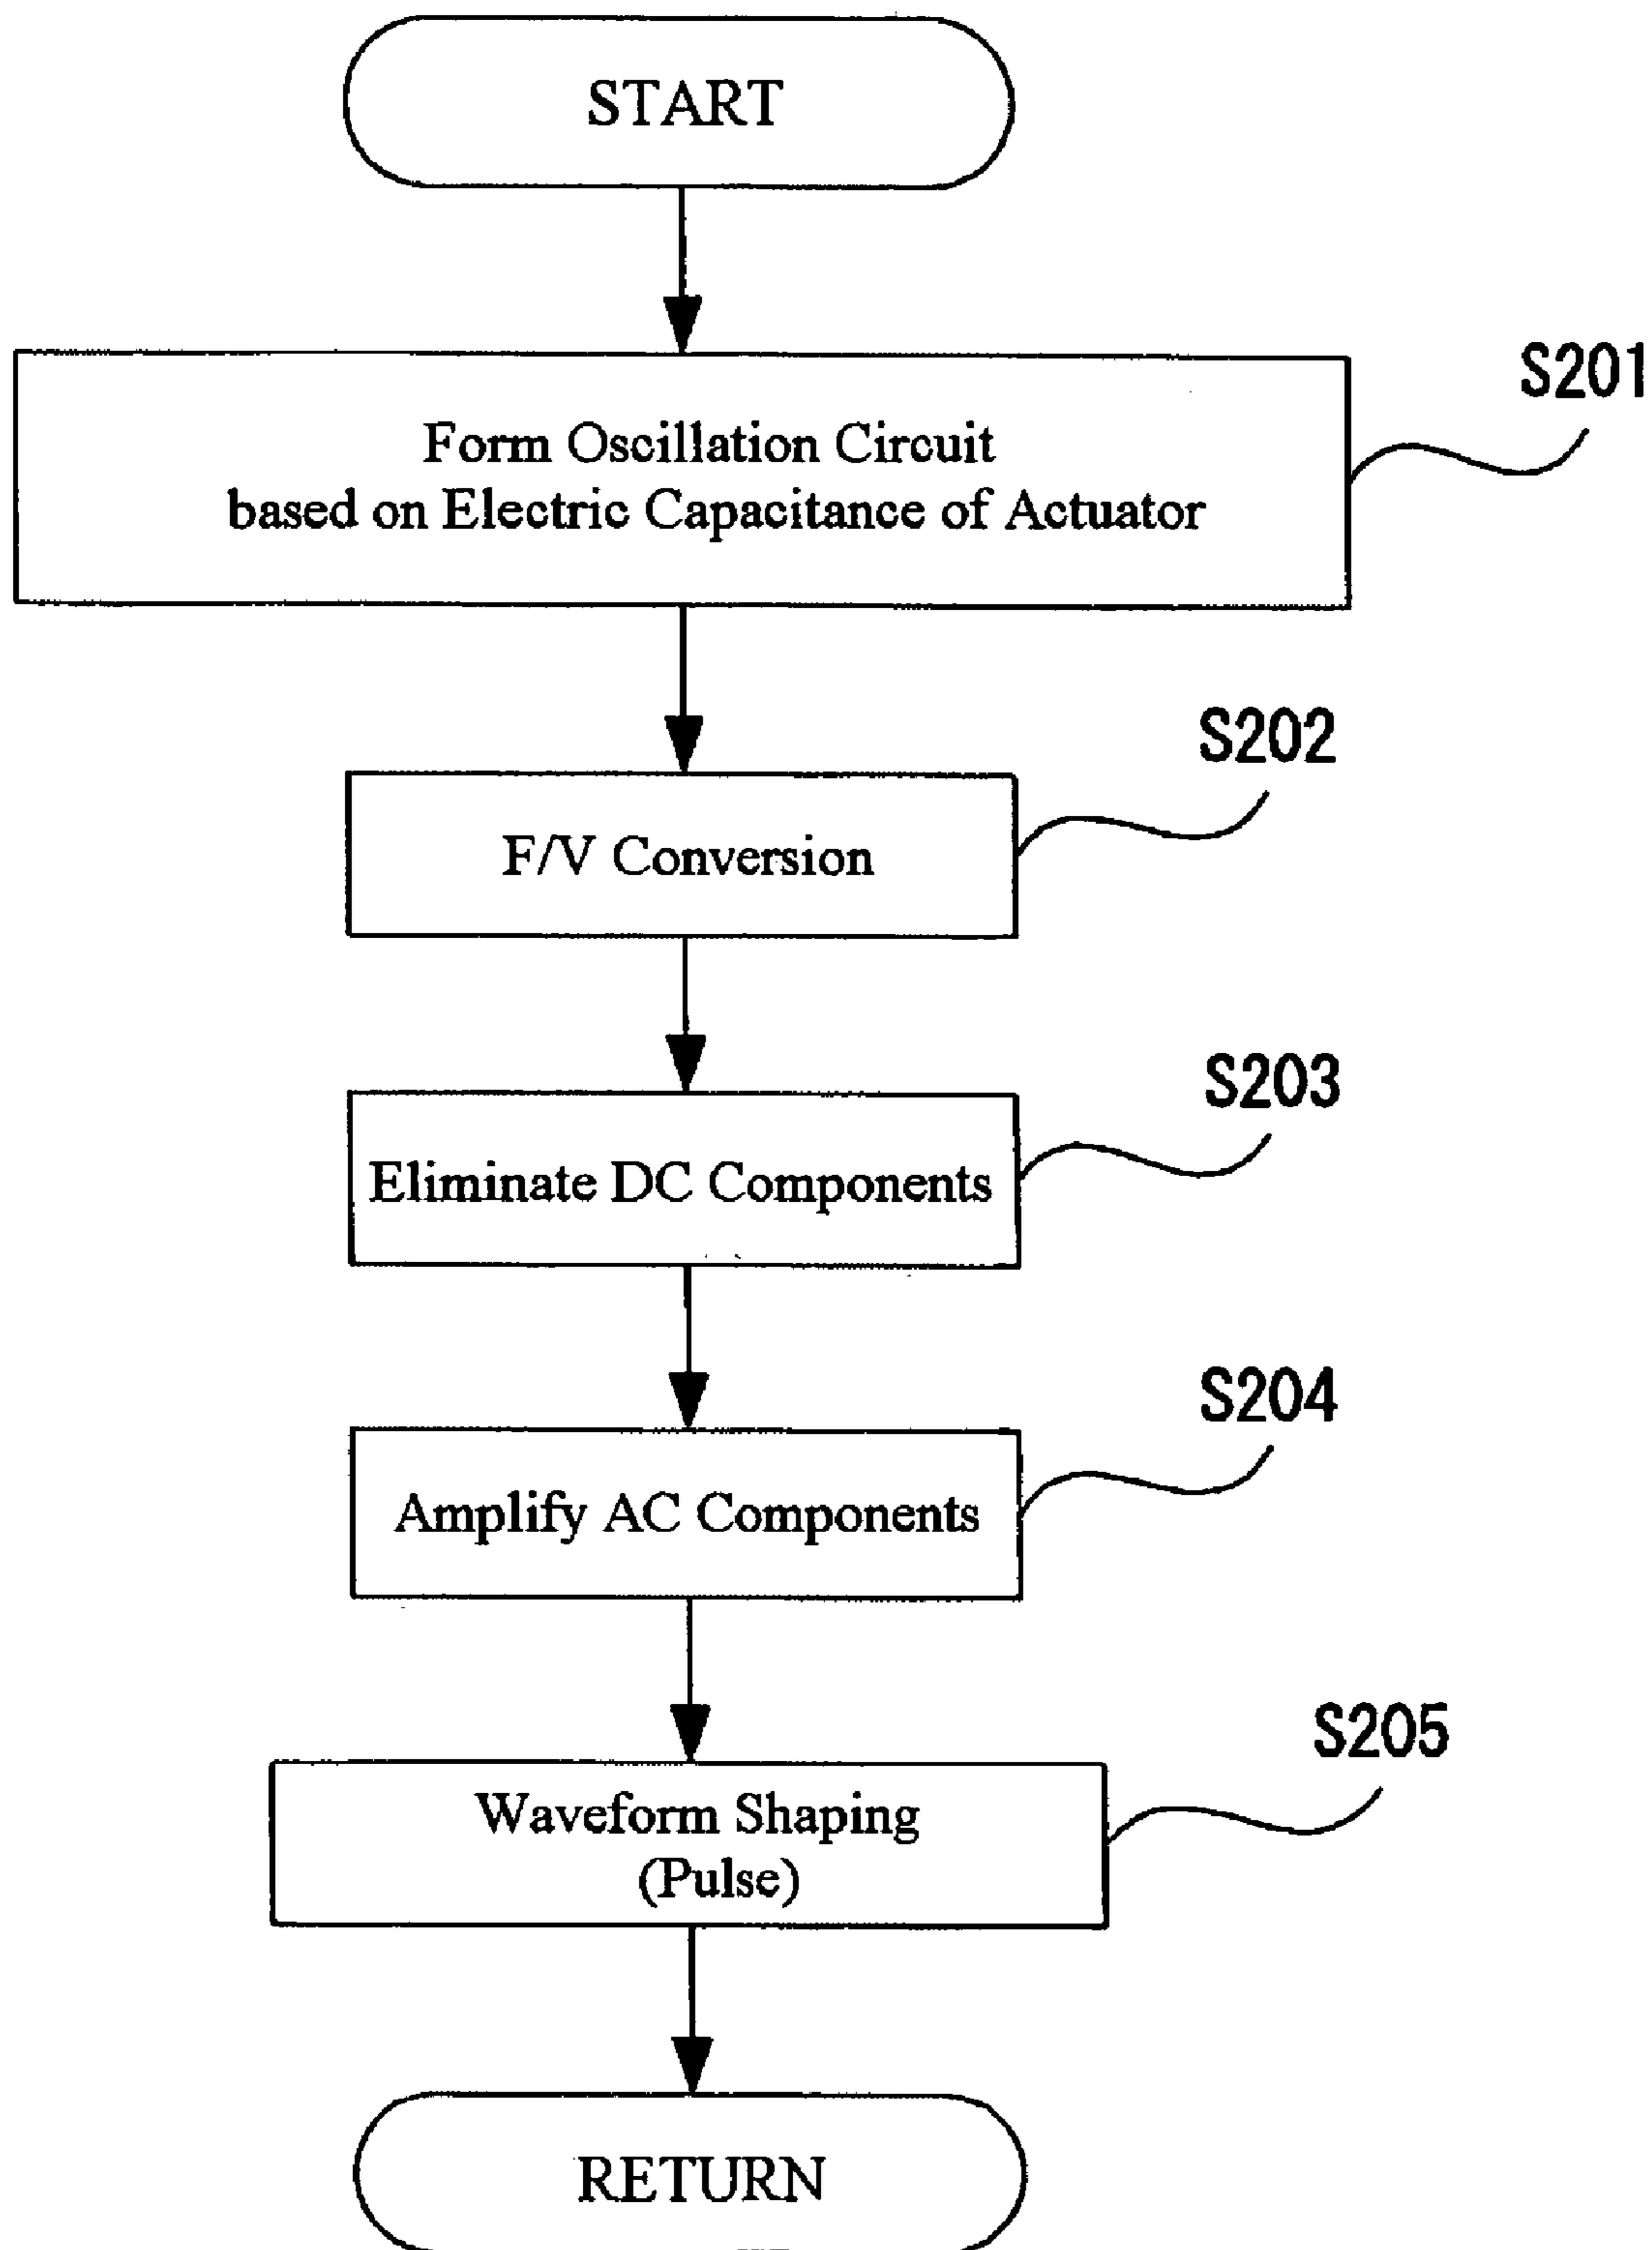 START
S201
Form Oscillation Circuit
based on Electric Capacitance of Actuator
S202
F/V Conversion
S203
Eliminate DC Components
S204
Amplify AC Components
S205
Waveform Shaping
(Pulse)
RETURN